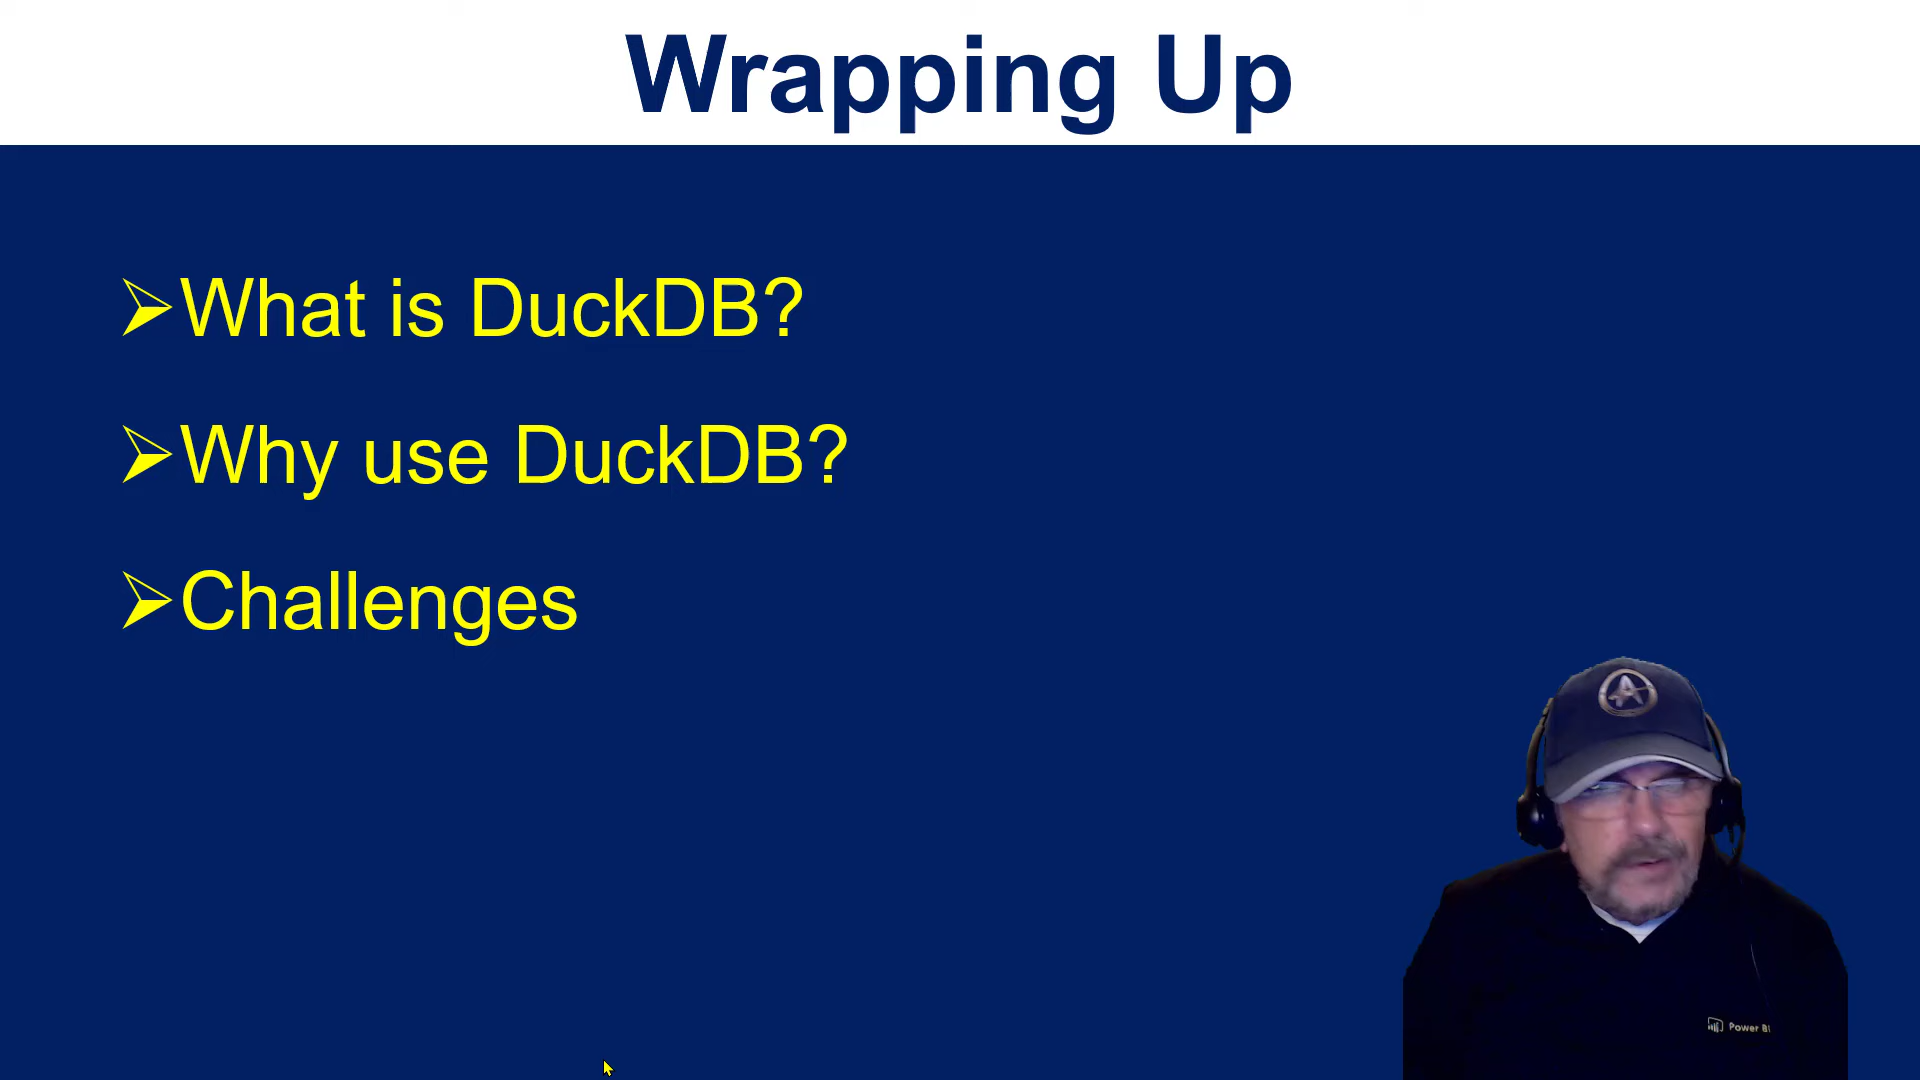 Wrapping Up
What is DuckDB?
Why use DuckDB?
Challenges
Power BI